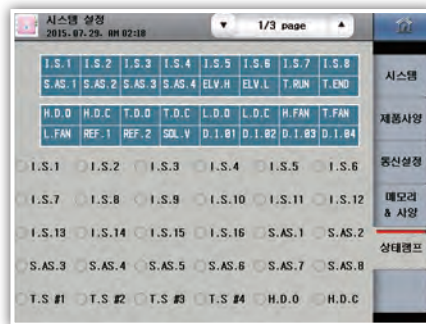 시스템 설정
2015.07.29. AM 02:18
▼ 1/3 page ▲
I.S.1 I.S.2 I.S.3 I.S.4 I.S.5 I.S.6 I.S.7 I.S.8
S.AS.1 S.AS.2 S.AS.3 S.AS.4 ELV.H ELV.L T.RUN T.END
H.D.O H.D.C T.D.O T.D.C L.D.O L.D.C H.FAN T.FAN
L.FAN REF.1 REF.2 SOL.V D.I.01 D.I.02 D.I.03 D.I.04
I.S.1 I.S.2 I.S.3 I.S.4 I.S.5 I.S.6
I.S.7 I.S.8 I.S.9 I.S.10 I.S.11 I.S.12
I.S.13 I.S.14 I.S.15 I.S.16 S.AS.1 S.AS.2
S.AS.3 S.AS.4 S.AS.5 S.AS.6 S.AS.7 S.AS.8
T.S #1 T.S #2 T.S #3 T.S #4 H.D.O H.D.C
시스템
제품사양
통신설정
메모리
& 사양
상태램프